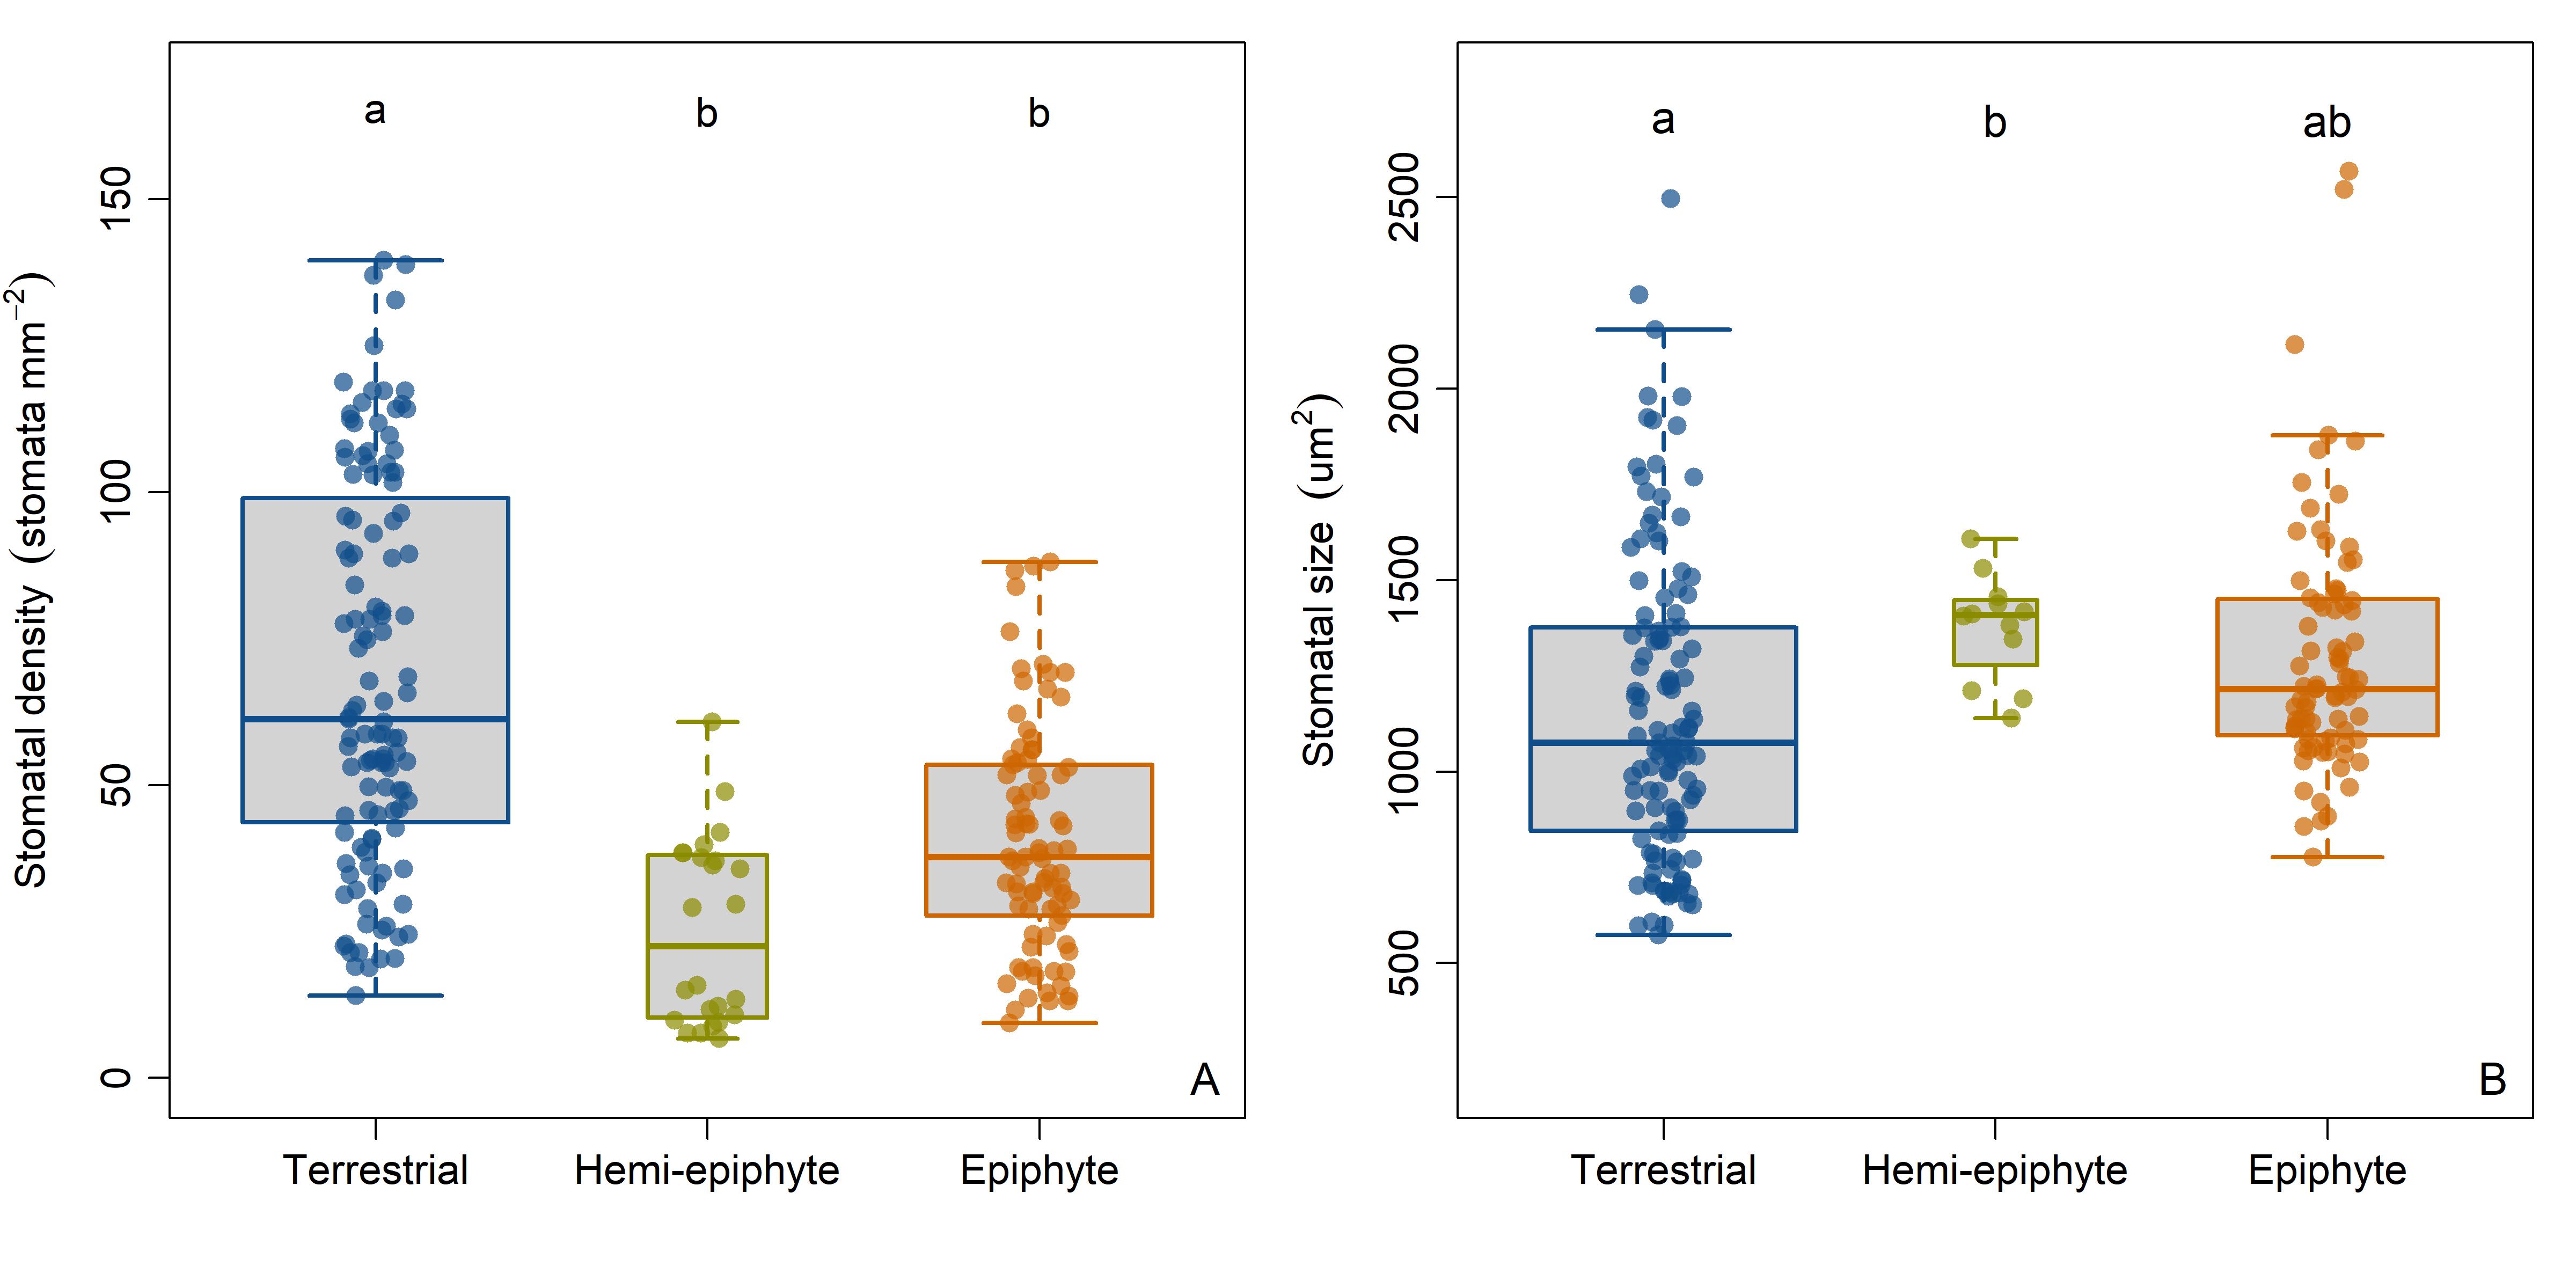 Stomatal density (stomata mm−2)
150
100
50
0
a
b
b
Terrestrial
Hemi-epiphyte
Epiphyte
A
Stomatal size (um2)
2500
2000
1500
1000
500
a
b
ab
Terrestrial
Hemi-epiphyte
Epiphyte
B